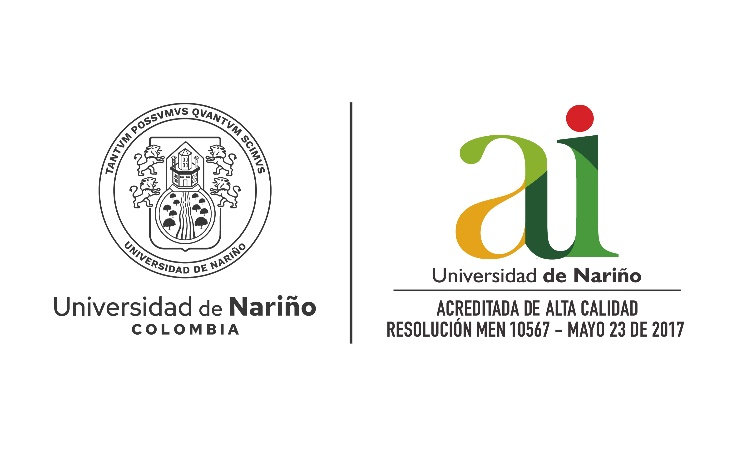 TANTVM POSSVMVS QVANTVM SCIMVS
UNIVERSIDAD DE NARIÑO
Universidad de Nariño
COLOMBIA
aui
Universidad de Nariño
ACREDITADA DE ALTA CALIDAD
RESOLUCIÓN MEN 10567 – MAYO 23 DE 2017